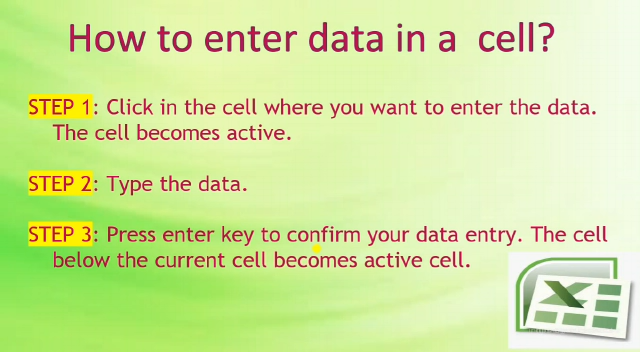 How to enter data in a cell?
STEP 1: Click in the cell where you want to enter the data.
The cell becomes active.
STEP 2: Type the data.
STEP 3: Press enter key to confirm your data entry. The cell
below the current cell becomes active cell.